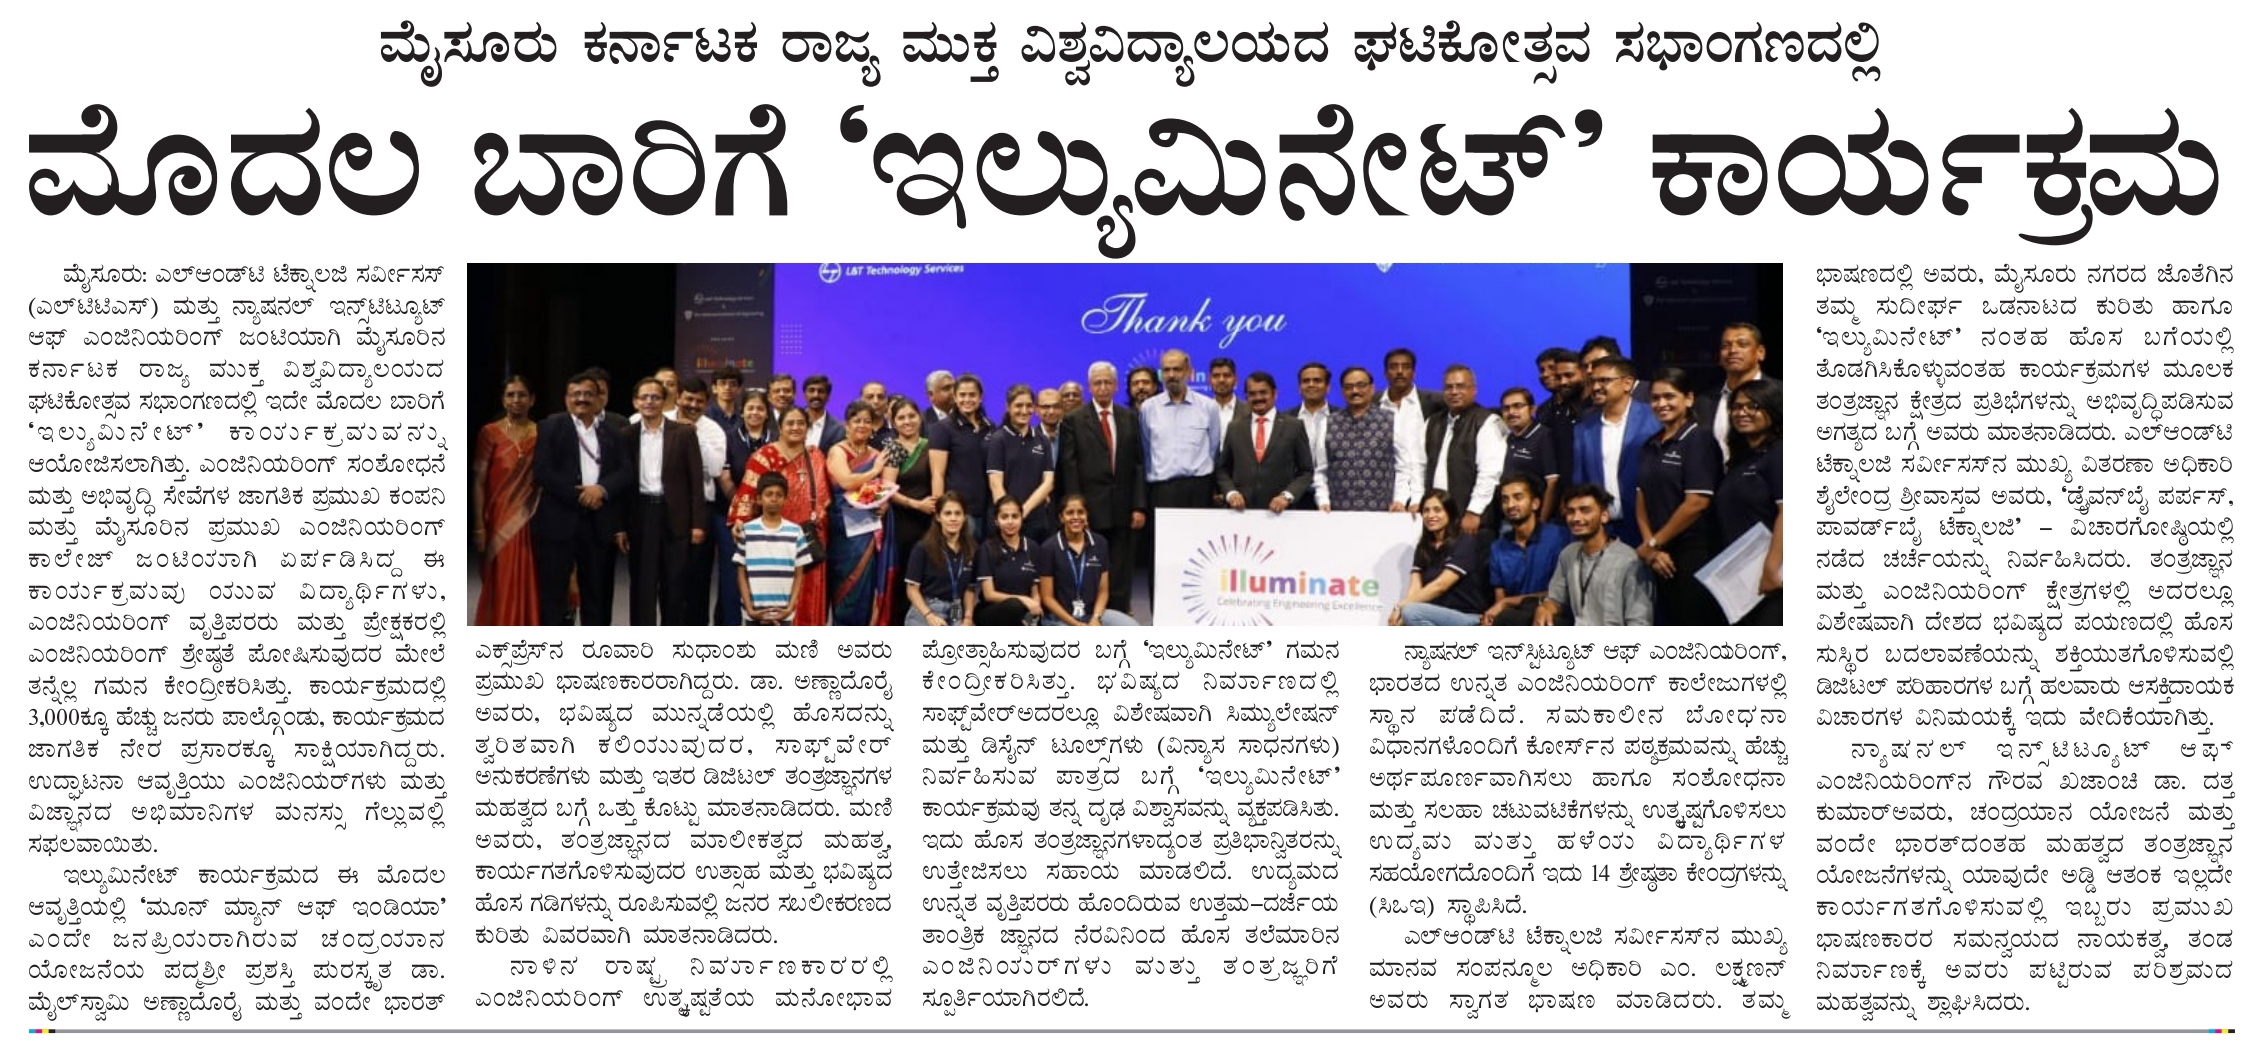 ಮೈಸೂರು ಕರ್ನಾಟಕ ರಾಜ್ಯ ಮುಕ್ತ ವಿಶ್ವವಿದ್ಯಾಲಯದ ಘಟಿಕೋತ್ಸವ ಸಭಾಂಗಣದಲ್ಲಿ
ಮೊದಲ ಬಾರಿಗೆ ‘ಇಲ್ಯುಮಿನೇಟ್’ ಕಾರ್ಯಕ್ರಮ
ಮೈಸೂರು: ಎಲ್‌ಆಂಡ್‌ಟಿ ಟೆಕ್ನಾಲಜಿ ಸರ್ವೀಸಸ್
(ಎಲ್‌ಟಿಟಿಎಸ್) ಮತ್ತು ನ್ಯಾಷನಲ್ ಇನ್ಸ್‌ಟಿಟ್ಯೂಟ್
ಆಫ್ ಎಂಜಿನಿಯರಿಂಗ್ ಜಂಟಿಯಾಗಿ ಮೈಸೂರಿನ
ಕರ್ನಾಟಕ ರಾಜ್ಯ ಮುಕ್ತ ವಿಶ್ವವಿದ್ಯಾಲಯದ
ಘಟಿಕೋತ್ಸವ ಸಭಾಂಗಣದಲ್ಲಿ ಇದೇ ಮೊದಲ ಬಾರಿಗೆ
‘ಇಲ್ಯುಮಿನೇಟ್’ ಕಾರ್ಯಕ್ರಮವನ್ನು
ಆಯೋಜಿಸಲಾಗಿತ್ತು. ಎಂಜಿನಿಯರಿಂಗ್ ಸಂಶೋಧನೆ
ಮತ್ತು ಅಭಿವೃದ್ಧಿ ಸೇವೆಗಳ ಜಾಗತಿಕ ಪ್ರಮುಖ ಕಂಪನಿ
ಮತ್ತು ಮೈಸೂರಿನ ಪ್ರಮುಖ ಎಂಜಿನಿಯರಿಂಗ್
ಕಾಲೇಜ್ ಜಂಟಿಯಾಗಿ ಏರ್ಪಡಿಸಿದ್ದ ಈ
ಕಾರ್ಯಕ್ರಮವು ಯುವ ವಿದ್ಯಾರ್ಥಿಗಳು,
ಎಂಜಿನಿಯರಿಂಗ್ ವೃತ್ತಿಪರರು ಮತ್ತು ಪ್ರೇಕ್ಷಕರಲ್ಲಿ
ಎಂಜಿನಿಯರಿಂಗ್ ಶ್ರೇಷ್ಠತೆ ಪೋಷಿಸುವುದರ ಮೇಲೆ
ತನ್ನೆಲ್ಲ ಗಮನ ಕೇಂದ್ರೀಕರಿಸಿತ್ತು. ಕಾರ್ಯಕ್ರಮದಲ್ಲಿ
3,000ಕ್ಕೂ ಹೆಚ್ಚು ಜನರು ಪಾಲ್ಗೊಂಡು, ಕಾರ್ಯಕ್ರಮದ
ಜಾಗತಿಕ ನೇರ ಪ್ರಸಾರಕ್ಕೂ ಸಾಕ್ಷಿಯಾಗಿದ್ದರು.
ಉದ್ಘಾಟನಾ ಆವೃತ್ತಿಯು ಎಂಜಿನಿಯರ್‌ಗಳು ಮತ್ತು
ವಿಜ್ಞಾನದ ಅಭಿಮಾನಿಗಳ ಮನಸ್ಸು ಗೆಲ್ಲುವಲ್ಲಿ
ಸಫಲವಾಯಿತು.
ಇಲ್ಯುಮಿನೇಟ್ ಕಾರ್ಯಕ್ರಮದ ಈ ಮೊದಲ
ಆವೃತ್ತಿಯಲ್ಲಿ ‘ಮೂನ್ ಮ್ಯಾನ್ ಆಫ್ ಇಂಡಿಯಾ’
ಎಂದೇ ಜನಪ್ರಿಯರಾಗಿರುವ ಚಂದ್ರಯಾನ
ಯೋಜನೆಯ ಪದ್ಮಶ್ರೀ ಪ್ರಶಸ್ತಿ ಪುರಸ್ಕೃತ ಡಾ.
ಮೈಲ್‌ಸ್ವಾಮಿ ಅಣ್ಣಾದೊರೈ ಮತ್ತು ವಂದೇ ಭಾರತ್
L&T Technology Services
Thank you
illuminate
illuminate
Celebrating Engineering Excellence
ಎಕ್ಸ್‌ಪ್ರೆಸ್‌ನ ರೂವಾರಿ ಸುಧಾಂಶು ಮಣಿ ಅವರು
ಪ್ರಮುಖ ಭಾಷಣಕಾರರಾಗಿದ್ದರು. ಡಾ. ಅಣ್ಣಾದೊರೈ
ಅವರು, ಭವಿಷ್ಯದ ಮುನ್ನಡೆಯಲ್ಲಿ ಹೊಸದನ್ನು
ತ್ವರಿತವಾಗಿ ಕಲಿಯುವುದರ, ಸಾಫ್ಟ್‌ವೇರ್
ಅನುಕರಣೆಗಳು ಮತ್ತು ಇತರ ಡಿಜಿಟಲ್ ತಂತ್ರಜ್ಞಾನಗಳ
ಮಹತ್ವದ ಬಗ್ಗೆ ಒತ್ತು ಕೊಟ್ಟು ಮಾತನಾಡಿದರು. ಮಣಿ
ಅವರು, ತಂತ್ರಜ್ಞಾನದ ಮಾಲೀಕತ್ವದ ಮಹತ್ವ,
ಕಾರ್ಯಗತಗೊಳಿಸುವುದರ ಉತ್ಸಾಹ ಮತ್ತು ಭವಿಷ್ಯದ
ಹೊಸ ಗಡಿಗಳನ್ನು ರೂಪಿಸುವಲ್ಲಿ ಜನರ ಸಬಲೀಕರಣದ
ಕುರಿತು ವಿವರವಾಗಿ ಮಾತನಾಡಿದರು.
ನಾಳಿನ ರಾಷ್ಟ್ರ ನಿರ್ಮಾಣಕಾರರಲ್ಲಿ
ಎಂಜಿನಿಯರಿಂಗ್ ಉತ್ಕೃಷ್ಟತೆಯ ಮನೋಭಾವ
ಪ್ರೋತ್ಸಾಹಿಸುವುದರ ಬಗ್ಗೆ ‘ಇಲ್ಯುಮಿನೇಟ್’ ಗಮನ
ಕೇಂದ್ರೀಕರಿಸಿತ್ತು. ಭವಿಷ್ಯದ ನಿರ್ಮಾಣದಲ್ಲಿ
ಸಾಫ್ಟ್‌ವೇರ್‌ಅದರಲ್ಲೂ ವಿಶೇಷವಾಗಿ ಸಿಮ್ಯುಲೇಷನ್
ಮತ್ತು ಡಿಸೈನ್ ಟೂಲ್ಸ್‌ಗಳು (ವಿನ್ಯಾಸ ಸಾಧನಗಳು)
ನಿರ್ವಹಿಸುವ ಪಾತ್ರದ ಬಗ್ಗೆ ‘ಇಲ್ಯುಮಿನೇಟ್’
ಕಾರ್ಯಕ್ರಮವು ತನ್ನ ದೃಢ ವಿಶ್ವಾಸವನ್ನು ವ್ಯಕ್ತಪಡಿಸಿತು.
ಇದು ಹೊಸ ತಂತ್ರಜ್ಞಾನಗಳಾದ್ಯಂತ ಪ್ರತಿಭಾನ್ವಿತರನ್ನು
ಉತ್ತೇಜಿಸಲು ಸಹಾಯ ಮಾಡಲಿದೆ. ಉದ್ಯಮದ
ಉನ್ನತ ವೃತ್ತಿಪರರು ಹೊಂದಿರುವ ಉತ್ತಮ–ದರ್ಜೆಯ
ತಾಂತ್ರಿಕ ಜ್ಞಾನದ ನೆರವಿನಿಂದ ಹೊಸ ತಲೆಮಾರಿನ
ಎಂಜಿನಿಯರ್‌ಗಳು ಮತ್ತು ತಂತ್ರಜ್ಞರಿಗೆ
ಸ್ಫೂರ್ತಿಯಾಗಿರಲಿದೆ.
ನ್ಯಾಷನಲ್ ಇನ್‌ಸ್ಟಿಟ್ಯೂಟ್ ಆಫ್ ಎಂಜಿನಿಯರಿಂಗ್,
ಭಾರತದ ಉನ್ನತ ಎಂಜಿನಿಯರಿಂಗ್ ಕಾಲೇಜುಗಳಲ್ಲಿ
ಸ್ಥಾನ ಪಡೆದಿದೆ. ಸಮಕಾಲೀನ ಬೋಧನಾ
ವಿಧಾನಗಳೊಂದಿಗೆ ಕೋರ್ಸ್‌ನ ಪಠ್ಯಕ್ರಮವನ್ನು ಹೆಚ್ಚು
ಅರ್ಥಪೂರ್ಣವಾಗಿಸಲು ಹಾಗೂ ಸಂಶೋಧನಾ
ಮತ್ತು ಸಲಹಾ ಚಟುವಟಿಕೆಗಳನ್ನು ಉತ್ಕೃಷ್ಟಗೊಳಿಸಲು
ಉದ್ಯಮ ಮತ್ತು ಹಳೆಯ ವಿದ್ಯಾರ್ಥಿಗಳ
ಸಹಯೋಗದೊಂದಿಗೆ ಇದು 14 ಶ್ರೇಷ್ಠತಾ ಕೇಂದ್ರಗಳನ್ನು
(ಸಿಒಇ) ಸ್ಥಾಪಿಸಿದೆ.
ಎಲ್‌ಆಂಡ್‌ಟಿ ಟೆಕ್ನಾಲಜಿ ಸರ್ವೀಸಸ್‌ನ ಮುಖ್ಯ
ಮಾನವ ಸಂಪನ್ಮೂಲ ಅಧಿಕಾರಿ ಎಂ. ಲಕ್ಷ್ಮಣನ್
ಅವರು ಸ್ವಾಗತ ಭಾಷಣ ಮಾಡಿದರು. ತಮ್ಮ
ಭಾಷಣದಲ್ಲಿ ಅವರು, ಮೈಸೂರು ನಗರದ ಜೊತೆಗಿನ
ತಮ್ಮ ಸುದೀರ್ಘ ಒಡನಾಟದ ಕುರಿತು ಹಾಗೂ
‘ಇಲ್ಯುಮಿನೇಟ್’ ನಂತಹ ಹೊಸ ಬಗೆಯಲ್ಲಿ
ತೊಡಗಿಸಿಕೊಳ್ಳುವಂತಹ ಕಾರ್ಯಕ್ರಮಗಳ ಮೂಲಕ
ತಂತ್ರಜ್ಞಾನ ಕ್ಷೇತ್ರದ ಪ್ರತಿಭೆಗಳನ್ನು ಅಭಿವೃದ್ಧಿಪಡಿಸುವ
ಅಗತ್ಯದ ಬಗ್ಗೆ ಅವರು ಮಾತನಾಡಿದರು. ಎಲ್‌ಆಂಡ್‌ಟಿ
ಟೆಕ್ನಾಲಜಿ ಸರ್ವೀಸಸ್‌ನ ಮುಖ್ಯ ವಿತರಣಾ ಅಧಿಕಾರಿ
ಶೈಲೇಂದ್ರ ಶ್ರೀವಾಸ್ತವ ಅವರು, ‘ಡ್ರೈವನ್‌ಬೈ ಪರ್ಪಸ್,
ಪಾವರ್ಡ್‌ಬೈ ಟೆಕ್ನಾಲಜಿ’ – ವಿಚಾರಗೋಷ್ಠಿಯಲ್ಲಿ
ನಡೆದ ಚರ್ಚೆಯನ್ನು ನಿರ್ವಹಿಸಿದರು. ತಂತ್ರಜ್ಞಾನ
ಮತ್ತು ಎಂಜಿನಿಯರಿಂಗ್ ಕ್ಷೇತ್ರಗಳಲ್ಲಿ ಅದರಲ್ಲೂ
ವಿಶೇಷವಾಗಿ ದೇಶದ ಭವಿಷ್ಯದ ಪಯಣದಲ್ಲಿ ಹೊಸ
ಸುಸ್ಥಿರ ಬದಲಾವಣೆಯನ್ನು ಶಕ್ತಿಯುತಗೊಳಿಸುವಲ್ಲಿ
ಡಿಜಿಟಲ್ ಪರಿಹಾರಗಳ ಬಗ್ಗೆ ಹಲವಾರು ಆಸಕ್ತಿದಾಯಕ
ವಿಚಾರಗಳ ವಿನಿಮಯಕ್ಕೆ ಇದು ವೇದಿಕೆಯಾಗಿತ್ತು.
ನ್ಯಾಷನಲ್ ಇನ್ಸ್‌ಟಿಟ್ಯೂಟ್ ಆಫ್
ಎಂಜಿನಿಯರಿಂಗ್‌ನ ಗೌರವ ಖಜಾಂಚಿ ಡಾ. ದತ್ತ
ಕುಮಾರ್‌ಅವರು, ಚಂದ್ರಯಾನ ಯೋಜನೆ ಮತ್ತು
ವಂದೇ ಭಾರತ್‌ದಂತಹ ಮಹತ್ವದ ತಂತ್ರಜ್ಞಾನ
ಯೋಜನೆಗಳನ್ನು ಯಾವುದೇ ಅಡ್ಡಿ ಆತಂಕ ಇಲ್ಲದೇ
ಕಾರ್ಯಗತಗೊಳಿಸುವಲ್ಲಿ ಇಬ್ಬರು ಪ್ರಮುಖ
ಭಾಷಣಕಾರರ ಸಮನ್ವಯದ ನಾಯಕತ್ವ, ತಂಡ
ನಿರ್ಮಾಣಕ್ಕೆ ಅವರು ಪಟ್ಟಿರುವ ಪರಿಶ್ರಮದ
ಮಹತ್ವವನ್ನು ಶ್ಲಾಘಿಸಿದರು.